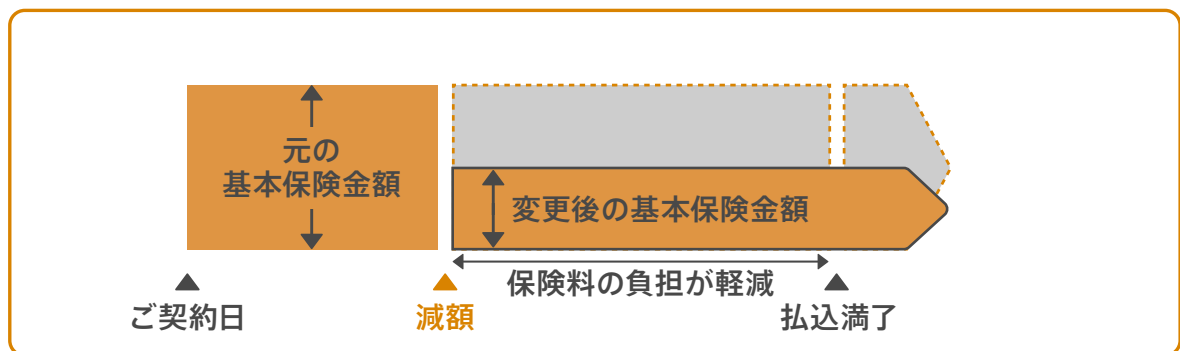 元の
基本保険金額
変更後の基本保険金額
保険料の負担が軽減
ご契約日
減額
払込満了